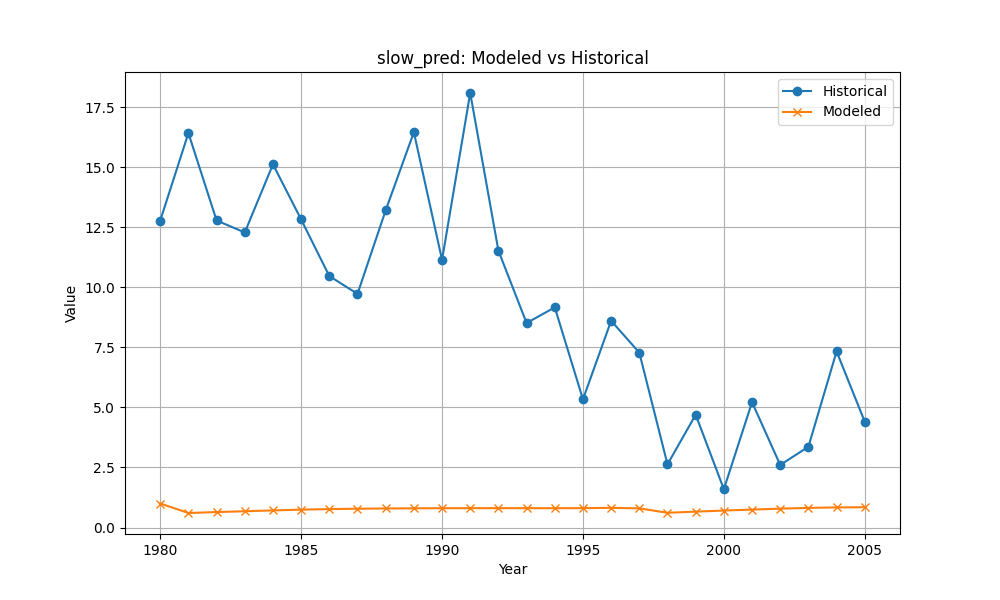 slow_pred: Modeled vs Historical
Historical
Modeled
Value
17.5
15.0
12.5
10.0
7.5
5.0
2.5
0.0
1980 1985 1990 1995 2000 2005
Year